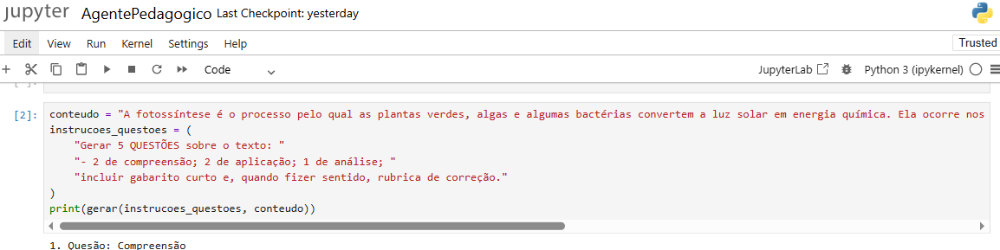 jupyter AgentePedagogico Last Checkpoint: yesterday
Edit View Run Kernel Settings Help Trusted
Code JupyterLab Python 3 (ipykernel)
[ ]:
[2]: conteudo = "A fotossíntese é o processo pelo qual as plantas verdes, algas e algumas bactérias convertem a luz solar em energia química. Ela ocorre nos
instrucoes_questoes = (
"Gerar 5 QUESTÕES sobre o texto: "
"- 2 de compreensão; 2 de aplicação; 1 de análise; "
"incluir gabarito curto e, quando fizer sentido, rubrica de correção."
)
print(gerar(instrucoes_questoes, conteudo))
1. Quesão: Compreensão